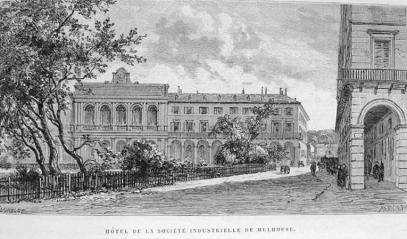 HÔTEL DE LA SOCIÉTÉ INDUSTRIELLE DE MULHOUSE.